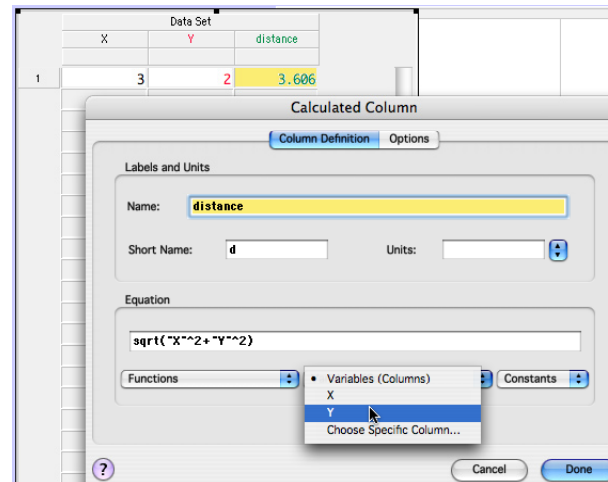 Data Set
X Y distance
1 3 2 3.606
Calculated Column
Column Definition Options
Labels and Units
Name: distance
Short Name: d Units:
Equation
sqrt("X"^2+"Y"^2)
Functions • Variables (Columns) Constants
X
Y
Choose Specific Column...
? Cancel Done